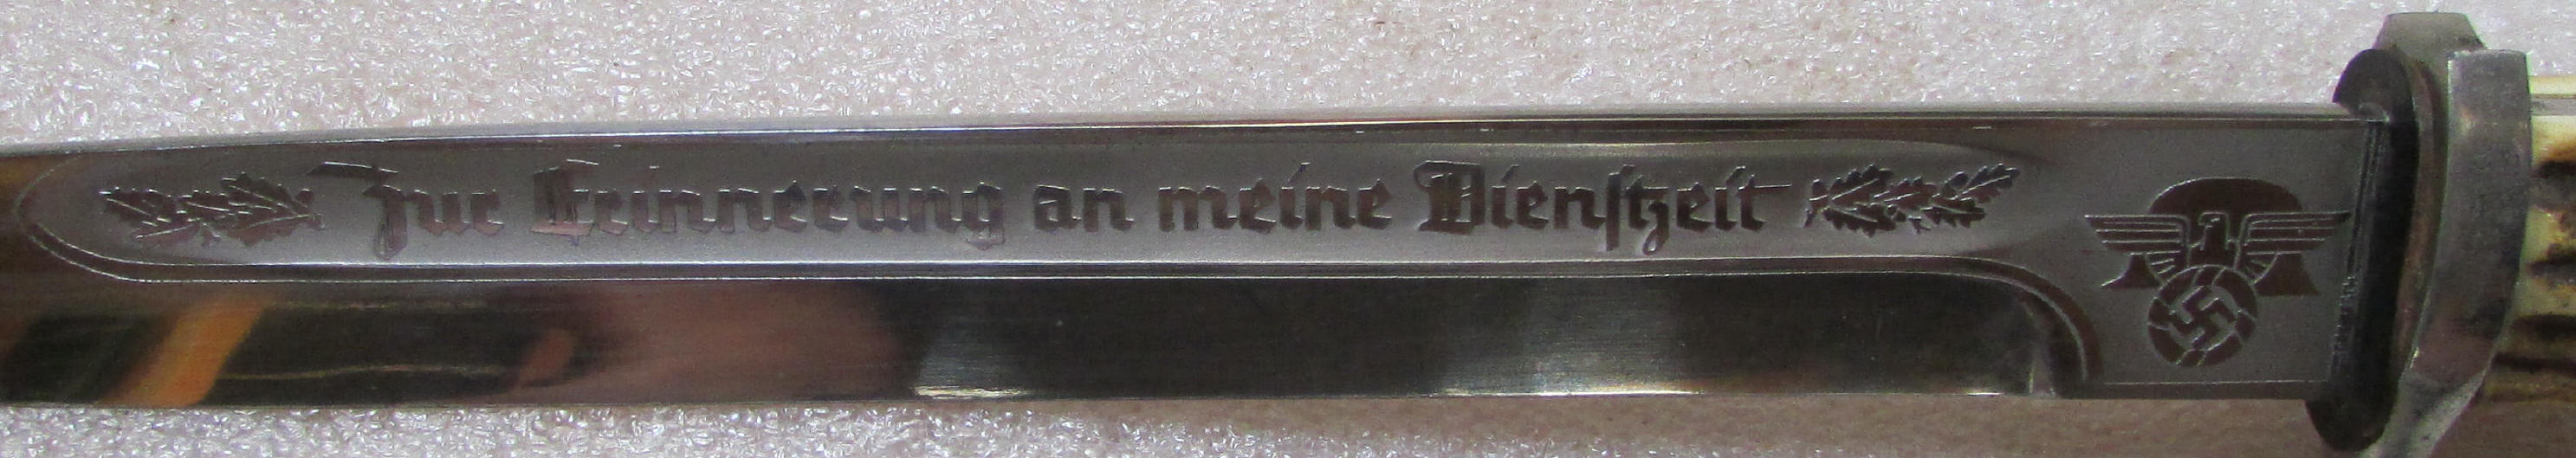 Zur Erinnerung an meine Dienſtzeit